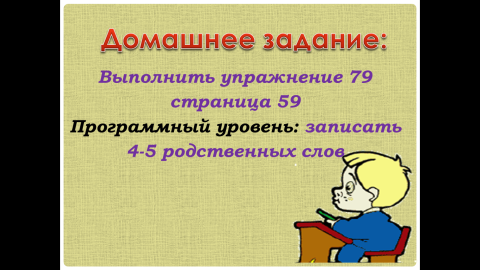 Домашнее задание:
Выполнить упражнение 79
страница 59
Программный уровень: записать
4-5 родственных слов